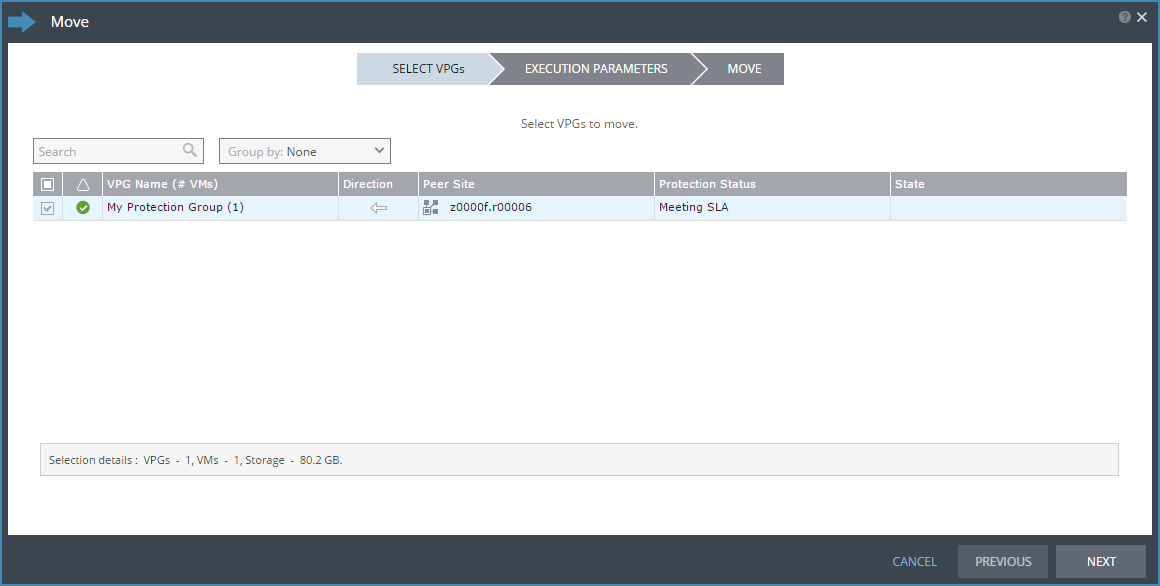 Move
?
SELECT VPGs EXECUTION PARAMETERS MOVE
Select VPGs to move.
Search Group by: None
VPG Name (# VMs) Direction Peer Site Protection Status State
My Protection Group (1) z0000f.r00006 Meeting SLA
Selection details : VPGs - 1, VMs - 1, Storage - 80.2 GB.
CANCEL PREVIOUS NEXT